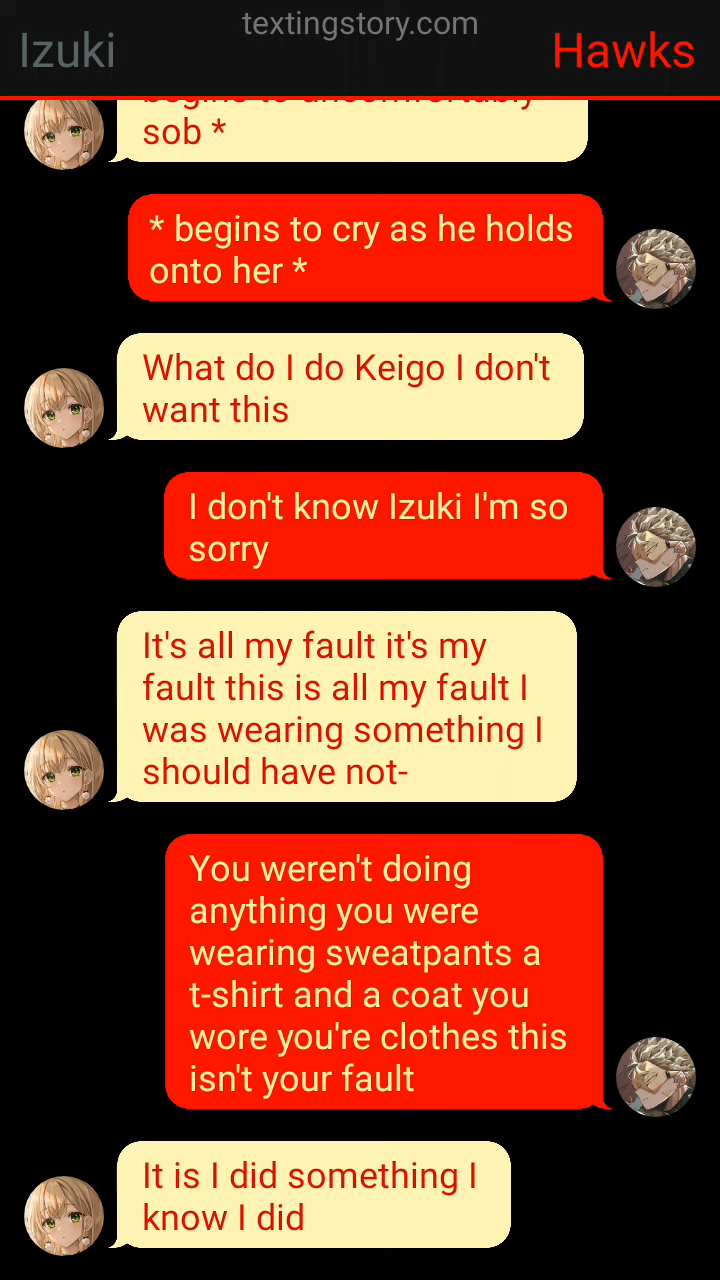 textingstory.com
Izuki
Hawks
begins to uncomfortably
sob *
* begins to cry as he holds
onto her *
What do I do Keigo I don't
want this
I don't know Izuki I'm so
sorry
It's all my fault it's my
fault this is all my fault I
was wearing something I
should have not-
You weren't doing
anything you were
wearing sweatpants a
t-shirt and a coat you
wore you're clothes this
isn't your fault
It is I did something I
know I did